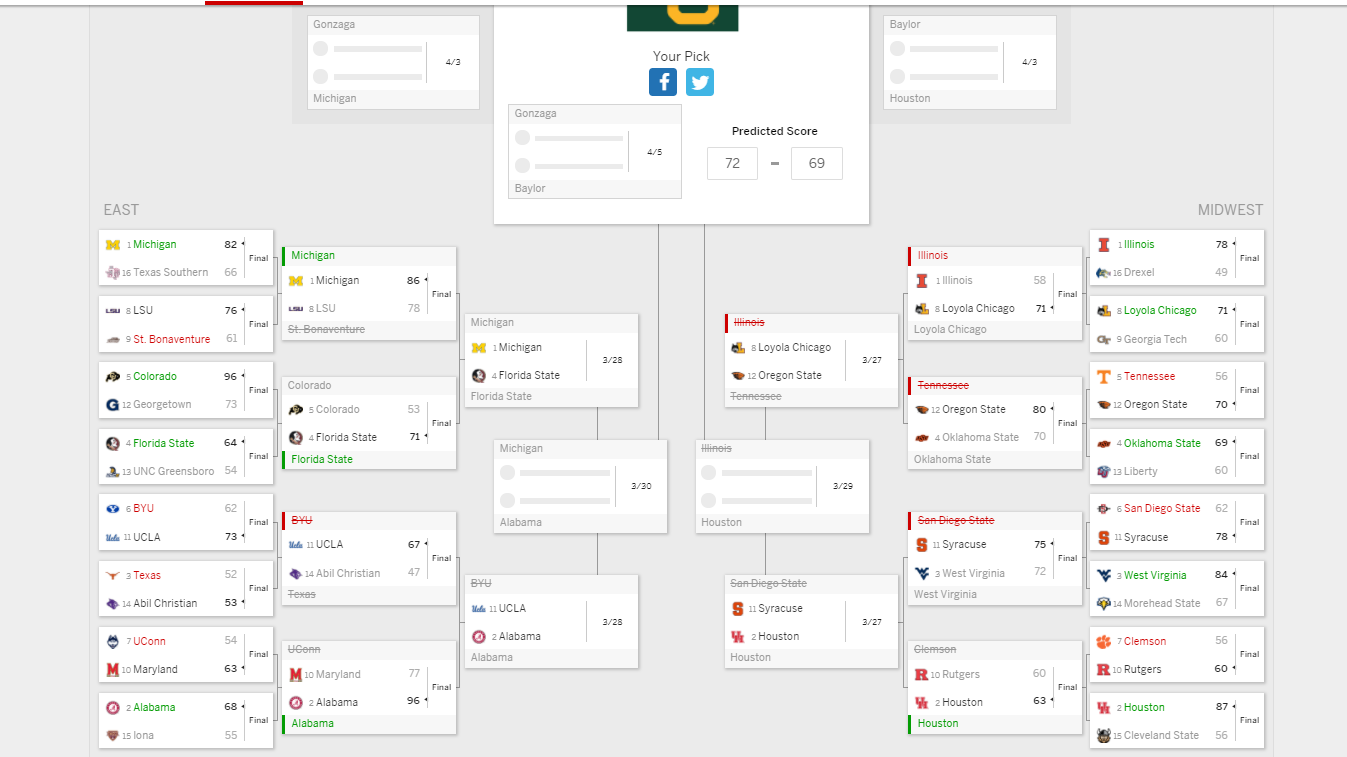 Gonzaga
4/3
Michigan
Your Pick
Gonzaga
4/5
Baylor
Predicted Score
72 - 69
Baylor
4/3
Houston
EAST
1 Michigan 82
16 Texas Southern 66
Final
8 LSU 76
9 St. Bonaventure 61
Final
5 Colorado 96
12 Georgetown 73
Final
4 Florida State 64
13 UNC Greensboro 54
Final
6 BYU 62
11 UCLA 73
Final
3 Texas 52
14 Abil Christian 53
Final
7 UConn 54
10 Maryland 63
Final
2 Alabama 68
15 Iona 55
Final
Michigan
1 Michigan 86
8 LSU 78
Final
St. Bonaventure
Colorado
5 Colorado 53
4 Florida State 71
Final
Florida State
BYU
11 UCLA 67
14 Abil Christian 47
Final
Texas
UConn
10 Maryland 77
2 Alabama 96
Final
Alabama
Michigan
1 Michigan
4 Florida State
3/28
Florida State
BYU
11 UCLA
2 Alabama
3/28
Alabama
Michigan
3/30
Alabama
MIDWEST
Illinois
3/29
Houston
Illinois
8 Loyola Chicago
12 Oregon State
3/27
Tennessee
San Diego State
11 Syracuse
2 Houston
3/27
Houston
Illinois
1 Illinois 58
8 Loyola Chicago 71
Final
Loyola Chicago
Tennessee
12 Oregon State 80
4 Oklahoma State 70
Final
Oklahoma State
San Diego State
11 Syracuse 75
3 West Virginia 72
Final
West Virginia
Clemson
10 Rutgers 60
2 Houston 63
Final
Houston
1 Illinois 78
16 Drexel 49
Final
8 Loyola Chicago 71
9 Georgia Tech 60
Final
5 Tennessee 56
12 Oregon State 70
Final
4 Oklahoma State 69
13 Liberty 60
Final
6 San Diego State 62
11 Syracuse 78
Final
3 West Virginia 84
14 Morehead State 67
Final
7 Clemson 56
10 Rutgers 60
Final
2 Houston 87
15 Cleveland State 56
Final